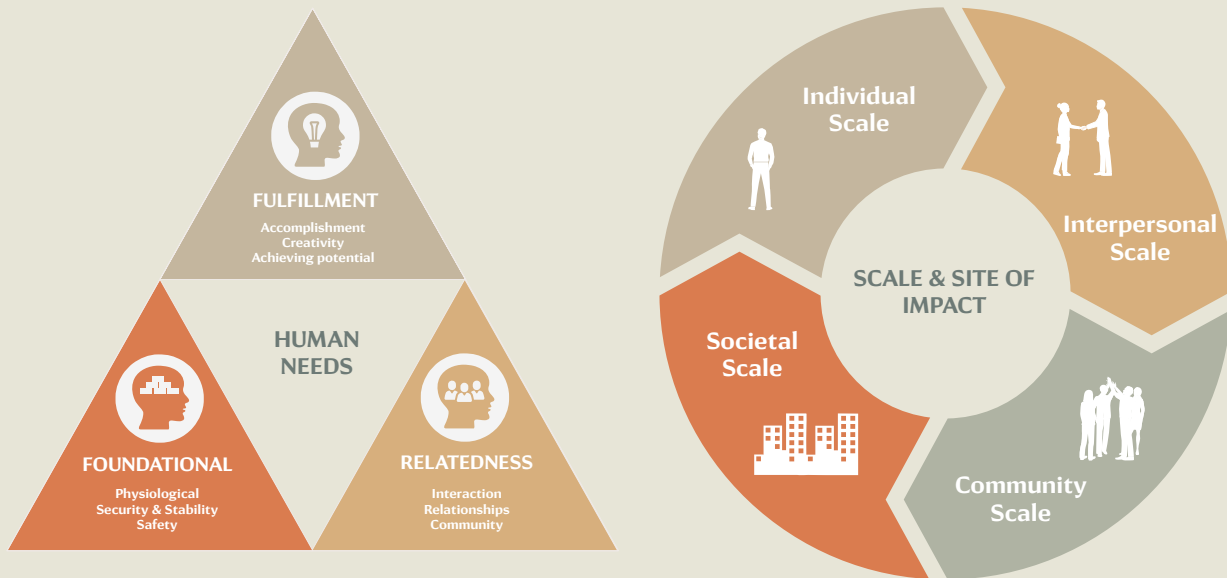 FULFILLMENT
Accomplishment
Creativity
Achieving potential
HUMAN
NEEDS
FOUNDATIONAL
Physiological
Security & Stability
Safety
RELATEDNESS
Interaction
Relationships
Community
Individual
Scale
Interpersonal
Scale
SCALE & SITE OF
IMPACT
Societal
Scale
Community
Scale